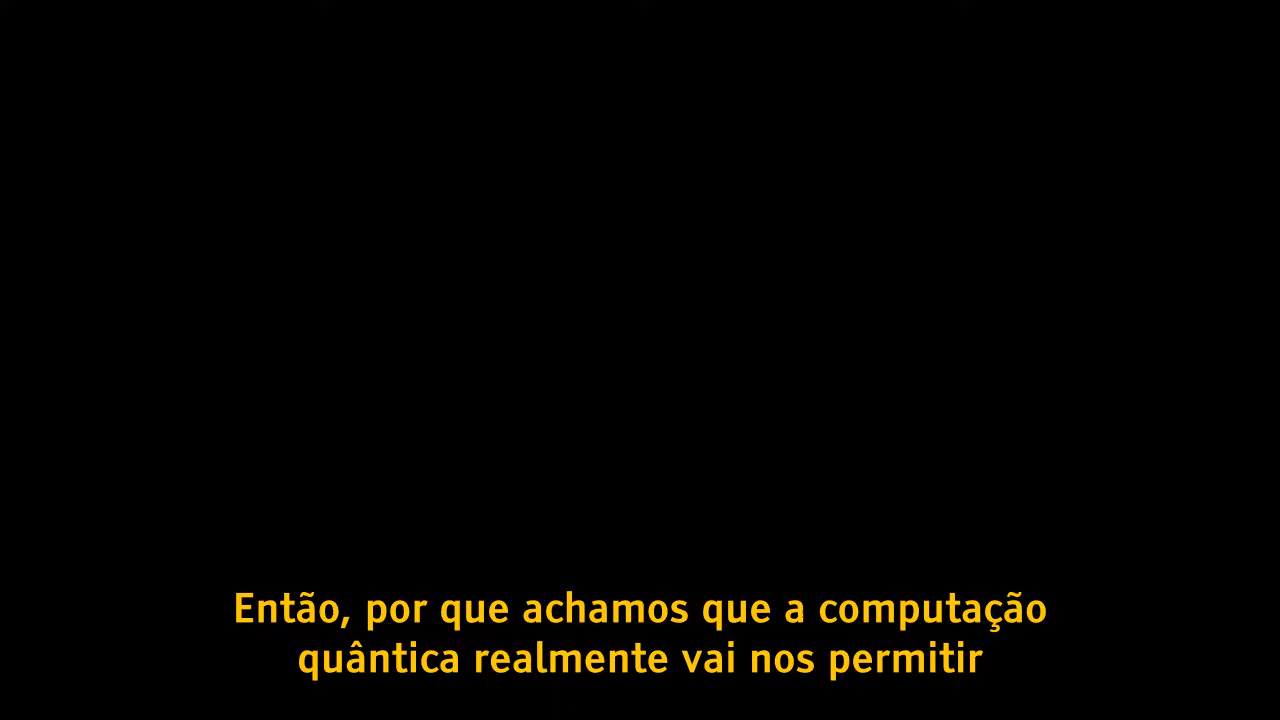 Então, por que achamos que a computação
quântica realmente vai nos permitir